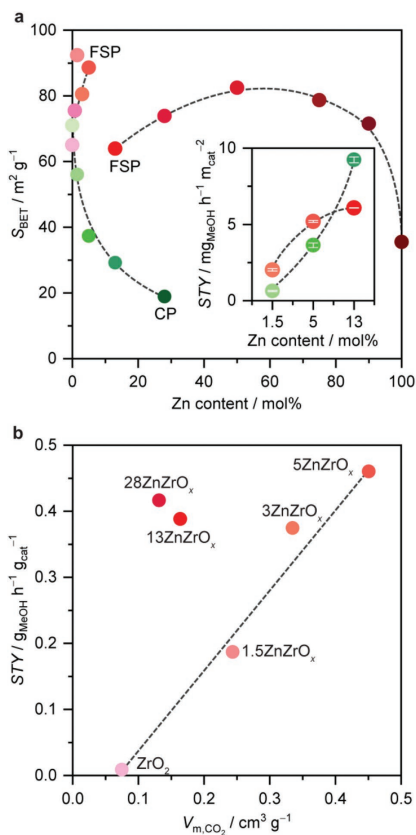 a
S_BET / m² g⁻¹
100
80
60
40
20
0
FSP
FSP
CP
STY / mg_MeOH h⁻¹ m_cat⁻²
10
5
0
1.5 5 13
Zn content / mol%
0 20 40 60 80 100
Zn content / mol%
b
STY / g_MeOH h⁻¹ g_cat⁻¹
0.5
0.4
0.3
0.2
0.1
0.0
5ZnZrOₓ
28ZnZrOₓ
3ZnZrOₓ
13ZnZrOₓ
1.5ZnZrOₓ
ZrO₂
0.0 0.1 0.2 0.3 0.4 0.5
V_m,CO₂ / cm³ g⁻¹